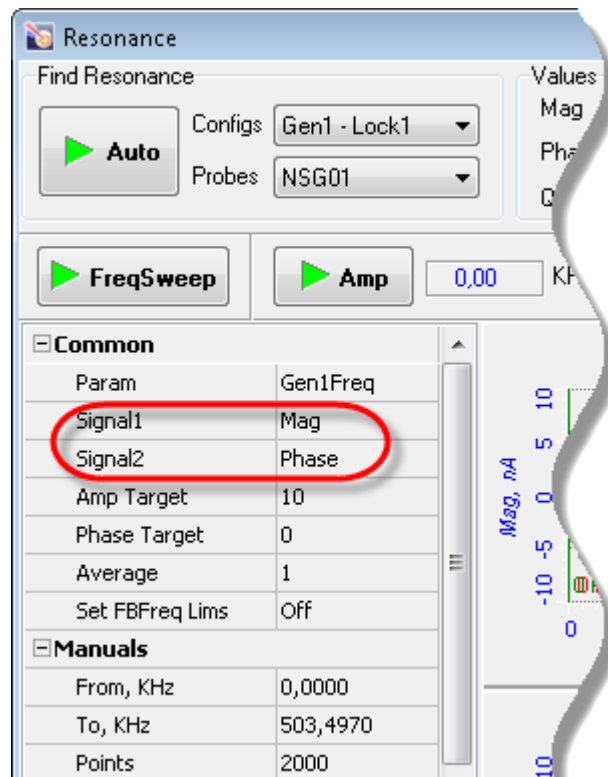 Resonance
Find Resonance
Values
Auto
Configs
Gen1 - Lock1
Mag
Probes
NSG01
FreqSweep
Amp
0,00
Common
Param Gen1Freq
Signal1 Mag
Signal2 Phase
Amp Target 10
Phase Target 0
Average 1
Set FBFreq Lims Off
Manuals
From, KHz 0,0000
To, KHz 503,4970
Points 2000
Mag, nA
10
5
0
-5
-10
0
10